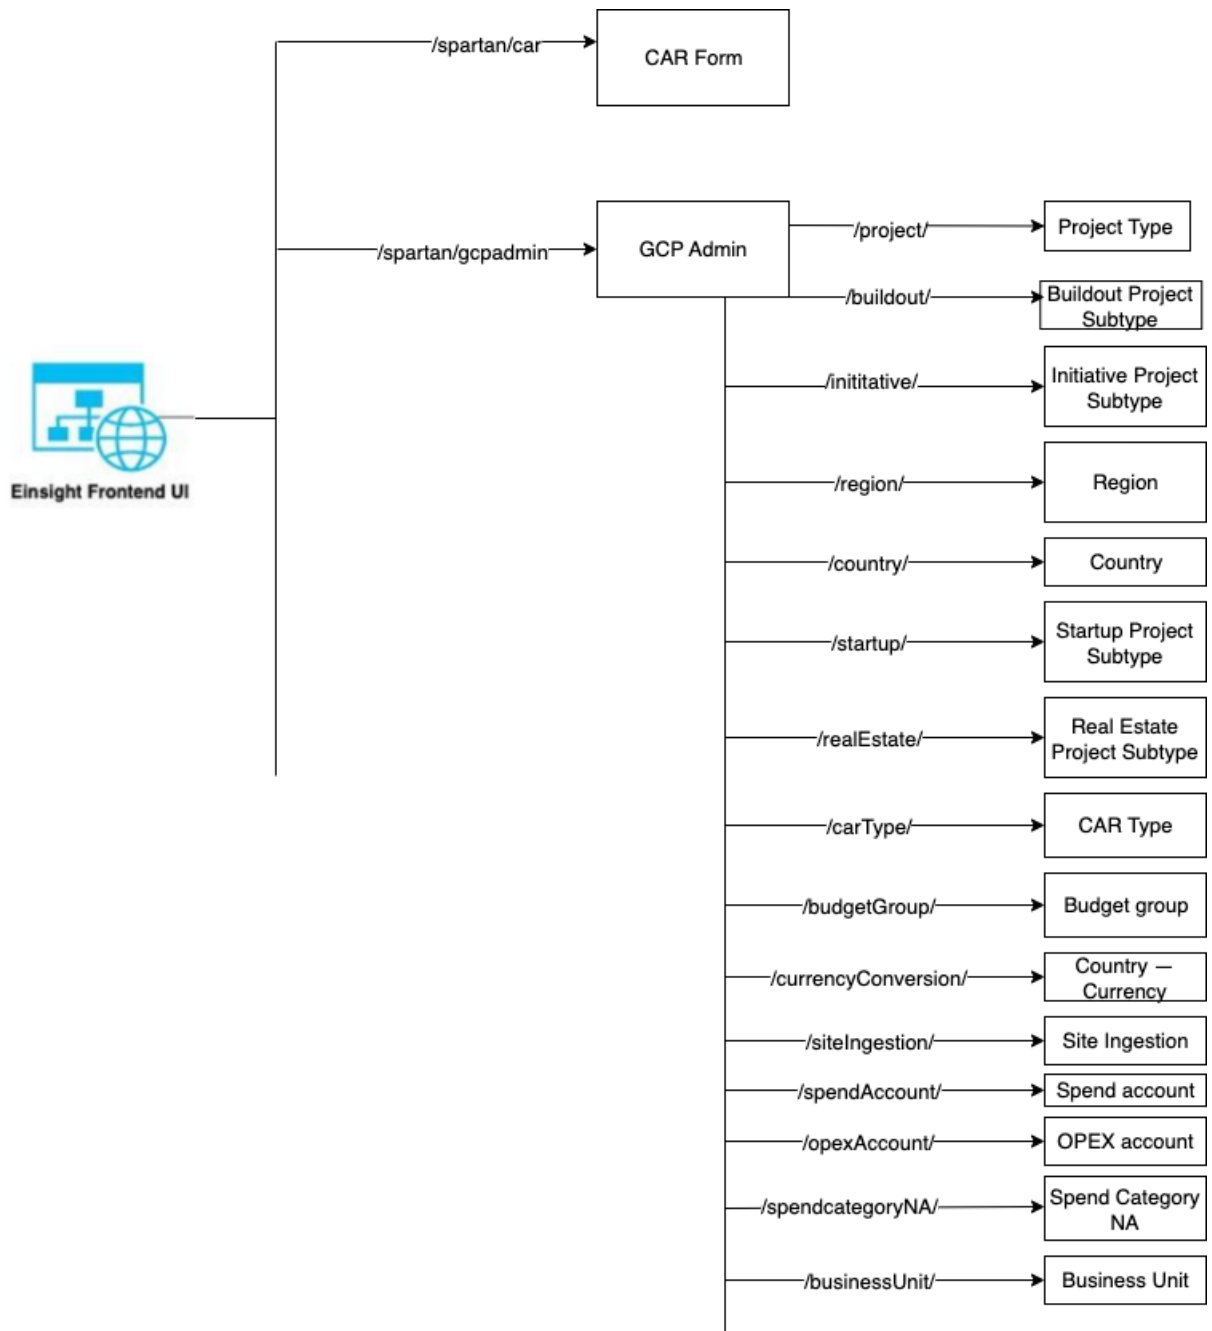 /spartan/car
CAR Form
/spartan/gcpadmin
GCP Admin
/project/
Project Type
/buildout/
Buildout Project
Subtype
/inititative/
Initiative Project
Subtype
Einsight Frontend UI
/region/
Region
/country/
Country
/startup/
Startup Project
Subtype
/realEstate/
Real Estate
Project Subtype
/carType/
CAR Type
/budgetGroup/
Budget group
/currencyConversion/
Country —
Currency
/siteIngestion/
Site Ingestion
/spendAccount/
Spend account
/opexAccount/
OPEX account
/spendcategoryNA/
Spend Category
NA
/businessUnit/
Business Unit